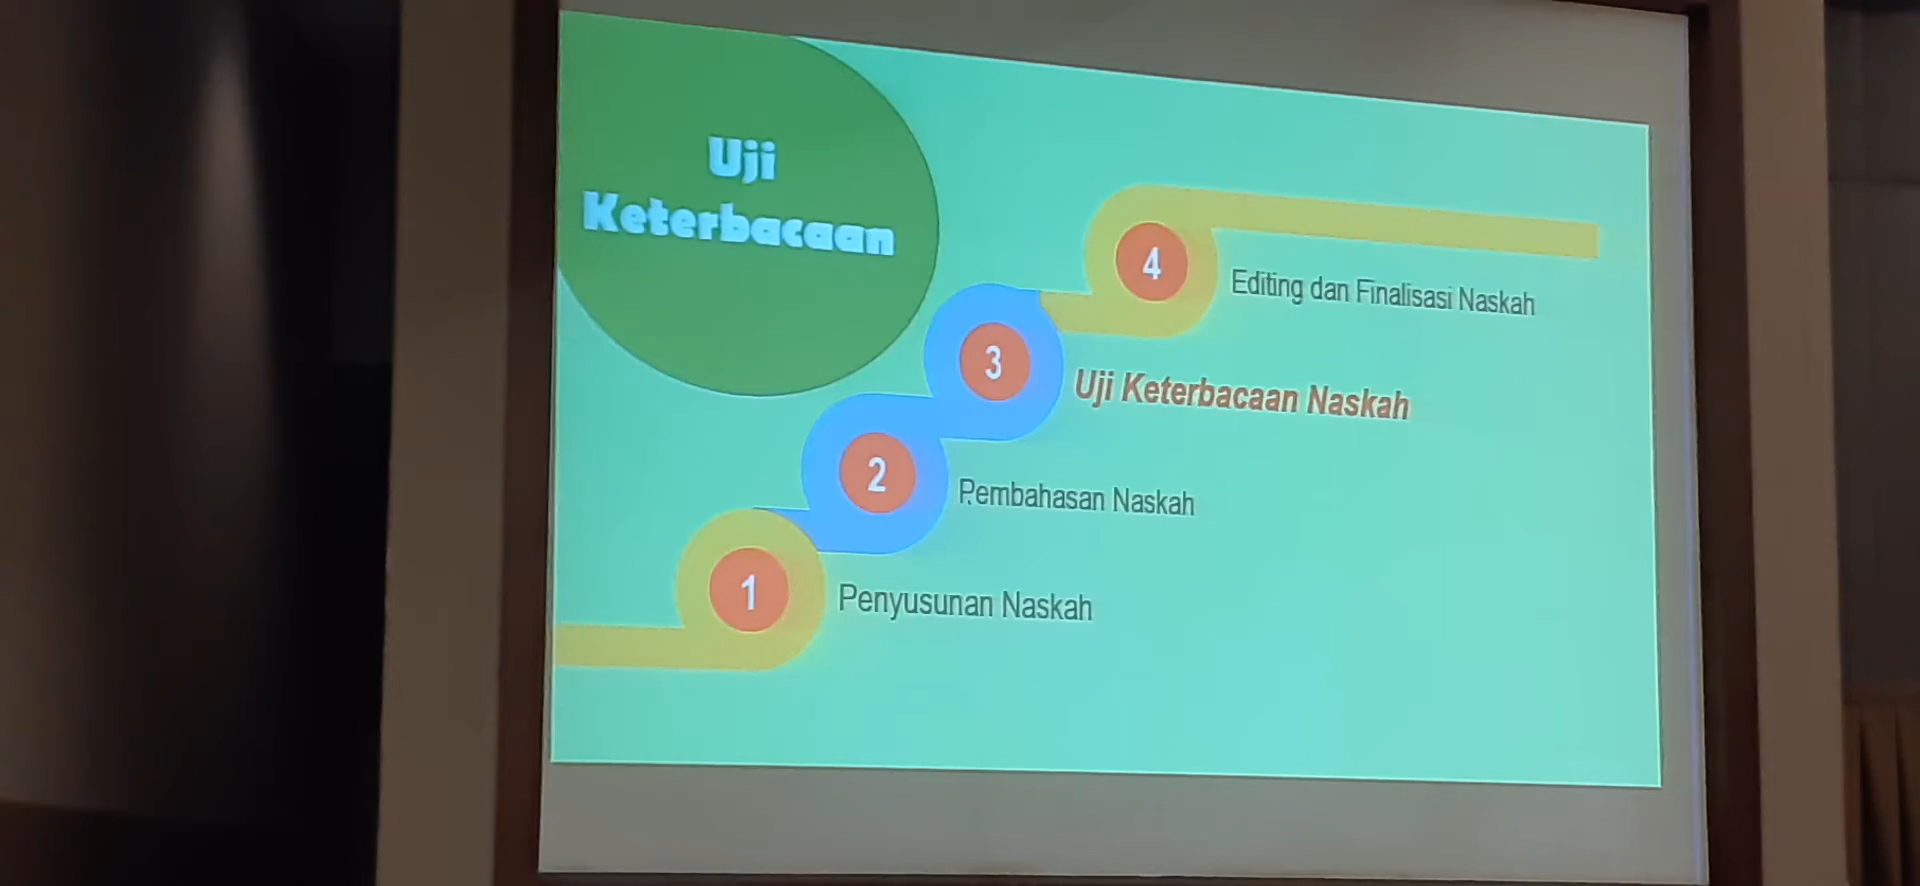 Uji
Keterbacaan
4
Editing dan Finalisasi Naskah
3
Uji Keterbacaan Naskah
2
Pembahasan Naskah
1
Penyusunan Naskah